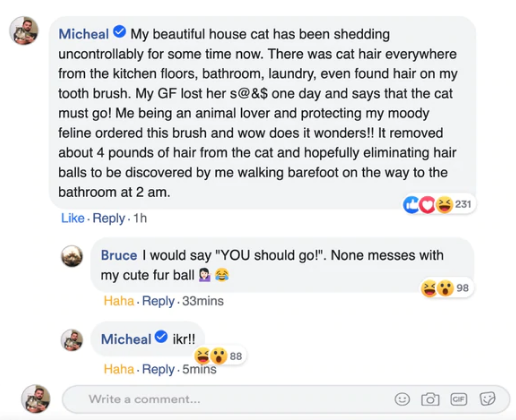 Micheal My beautiful house cat has been shedding
uncontrollably for some time now. There was cat hair everywhere
from the kitchen floors, bathroom, laundry, even found hair on my
tooth brush. My GF lost her s@&$ one day and says that the cat
must go! Me being an animal lover and protecting my moody
feline ordered this brush and wow does it wonders!! It removed
about 4 pounds of hair from the cat and hopefully eliminating hair
balls to be discovered by me walking barefoot on the way to the
bathroom at 2 am.
231
Like · Reply · 1h
Bruce I would say "YOU should go!". None messes with
my cute fur ball 🤷🏻‍♀️ 😂
98
Haha · Reply · 33mins
Micheal ikr!!
88
Haha · Reply · 5mins
Write a comment...
GIF